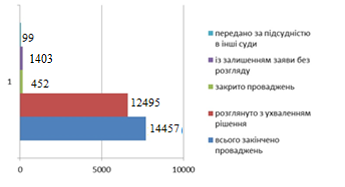 99
1403
1
452
12495
14457
0
5000
10000
передано за підсудністю
в інші суди
із залишенням заяви без
розгляду
закрито проваджень
розглянуто з ухваленням
рішення
всього закінчено
проваджень